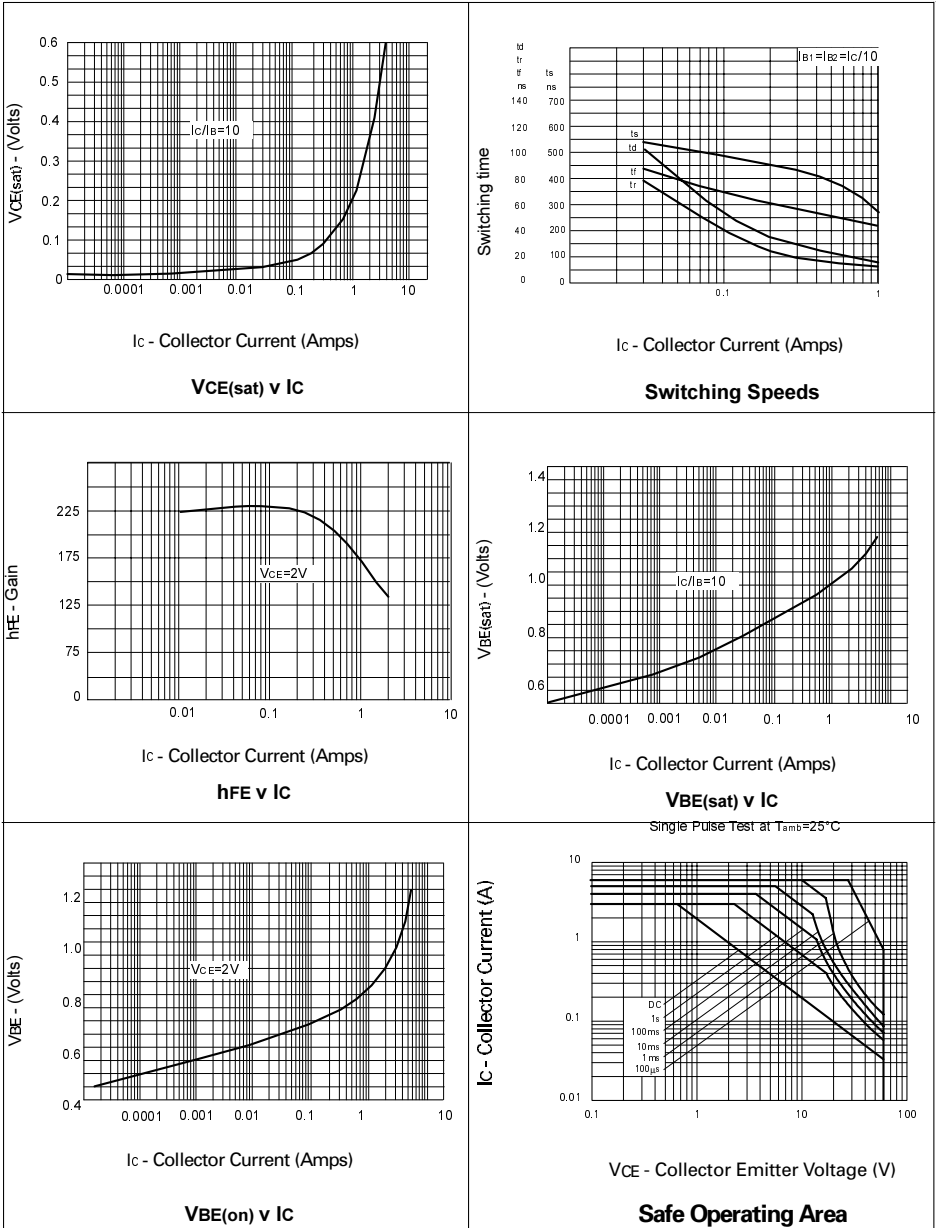 0.6
0.5
0.4
0.3
0.2
0.1
0
VCE(sat) - (Volts)
IC/IB=10
0.0001 0.001 0.01 0.1 1 10
IC - Collector Current (Amps)
VCE(sat) v IC
td
tr
tf ts
ns ns
140 700
120 600
100 500
80 400
60 300
40 200
20 100
0 0
Switching time
IB1=IB2=IC/10
ts
td
tf
tr
0.1 1
IC - Collector Current (Amps)
Switching Speeds
225
175
125
75
0
hFE - Gain
VCE=2V
0.01 0.1 1 10
IC - Collector Current (Amps)
hFE v IC
1.4
1.2
1.0
0.8
0.6
VBE(sat) - (Volts)
IC/IB=10
0.0001 0.001 0.01 0.1 1 10
IC - Collector Current (Amps)
VBE(sat) v IC
1.2
1.0
0.8
0.6
0.4
VBE - (Volts)
VCE=2V
0.0001 0.001 0.01 0.1 1 10
IC - Collector Current (Amps)
VBE(on) v IC
Single Pulse Test at Tamb=25°C
10
1
0.1
0.01
IC - Collector Current (A)
DC
1s
100ms
10ms
1ms
100µs
0.1 1 10 100
VCE - Collector Emitter Voltage (V)
Safe Operating Area